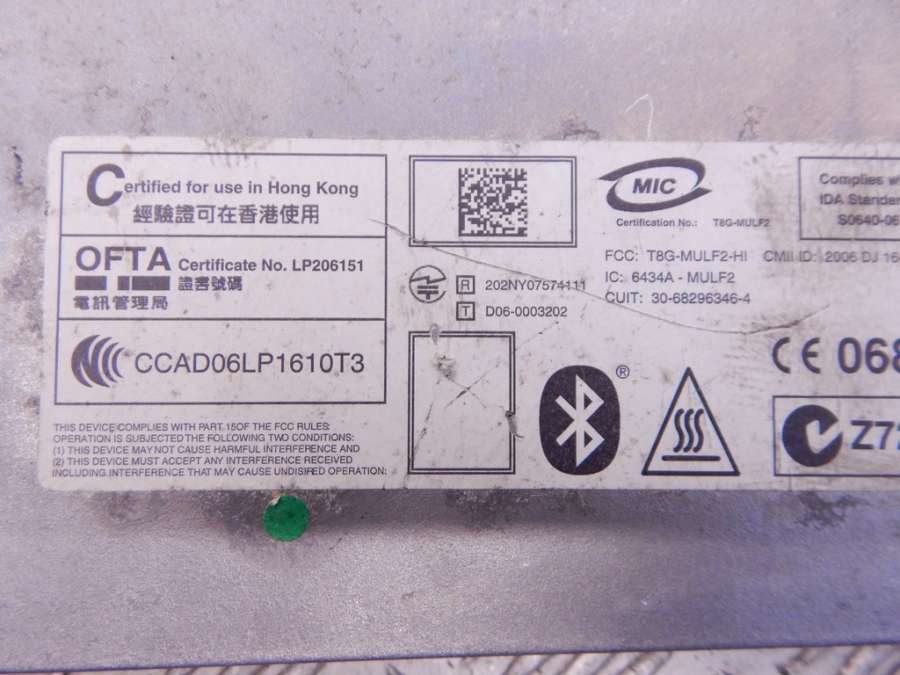 Certified for use in Hong Kong
經驗證可在香港使用
OFTA Certificate No. LP206151
證書號碼
電訊管理局
CCAD06LP1610T3
THIS DEVICE COMPLIES WITH PART 15OF THE FCC RULES:
OPERATION IS SUBJECTED THE FOLLOWING TWO CONDITIONS:
(1) THIS DEVICE MAY NOT CAUSE HARMFUL INTERFERENCE AND
(2) THIS DEVICE MUST ACCEPT ANY INTERFERENCE RECEIVED
INCLUDING INTERFERENCE THAT MAY CAUSE UNDISIRED OPERATION:
R 202NY07574111
T D06-0003202
MIC
Certification No.: T8G-MULF2
FCC: T8G-MULF2-HI CMII ID: 2006 DJ 16
IC: 6434A - MULF2
CUIT: 30-68296346-4
Complies
IDA Standar
S0640-06
CE 068
Z72